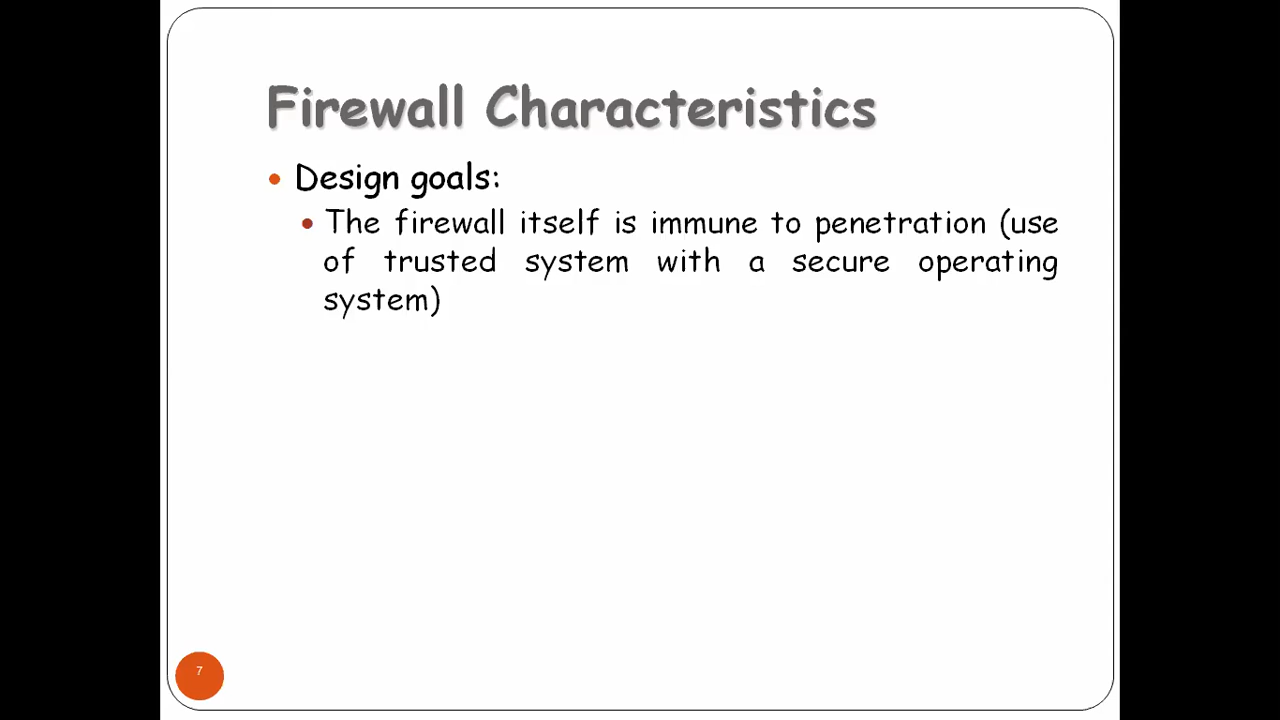 Firewall Characteristics
Design goals:
The firewall itself is immune to penetration (use
of trusted system with a secure operating
system)
7